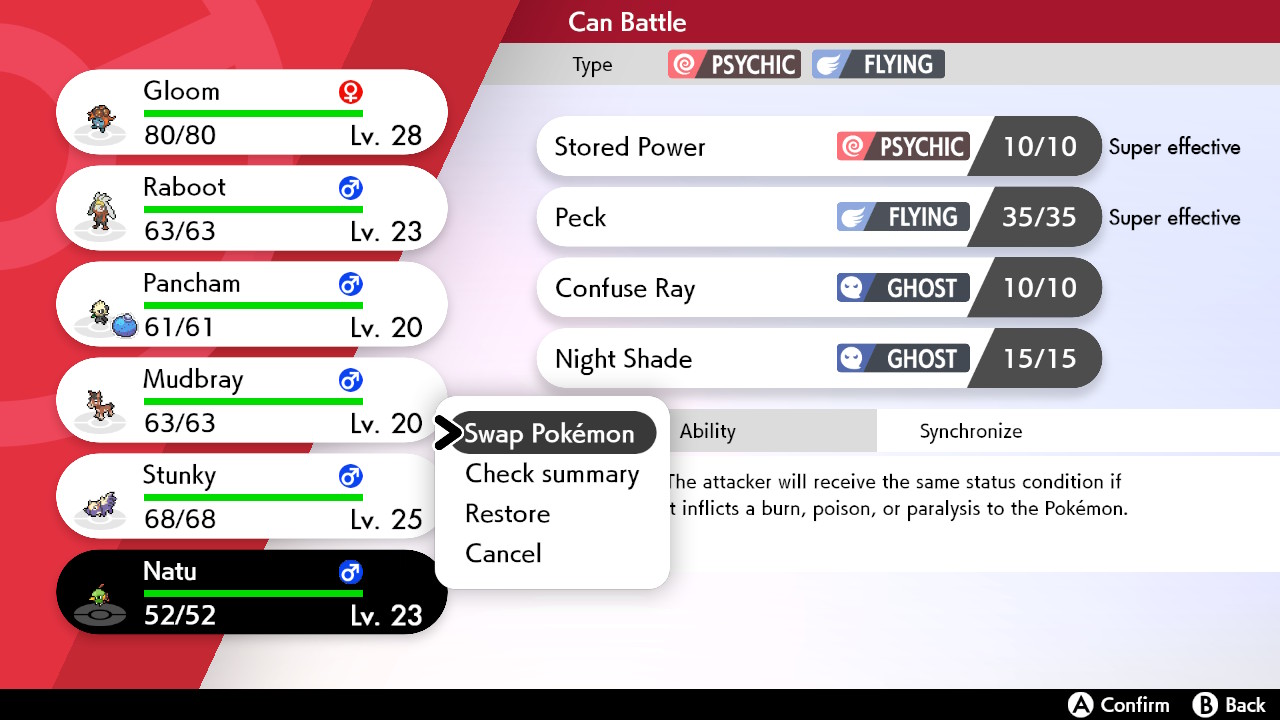 Can Battle
Type PSYCHIC FLYING
Gloom ♀
80/80 Lv. 28
Raboot ♂
63/63 Lv. 23
Pancham ♂
61/61 Lv. 20
Mudbray ♂
63/63 Lv. 20
Stunky ♂
68/68 Lv. 25
Natu ♂
52/52 Lv. 23
Stored Power PSYCHIC 10/10 Super effective
Peck FLYING 35/35 Super effective
Confuse Ray GHOST 10/10
Night Shade GHOST 15/15
Swap Pokémon
Check summary
Restore
Cancel
Ability Synchronize
The attacker will receive the same status condition if
t inflicts a burn, poison, or paralysis to the Pokémon.
A Confirm B Back